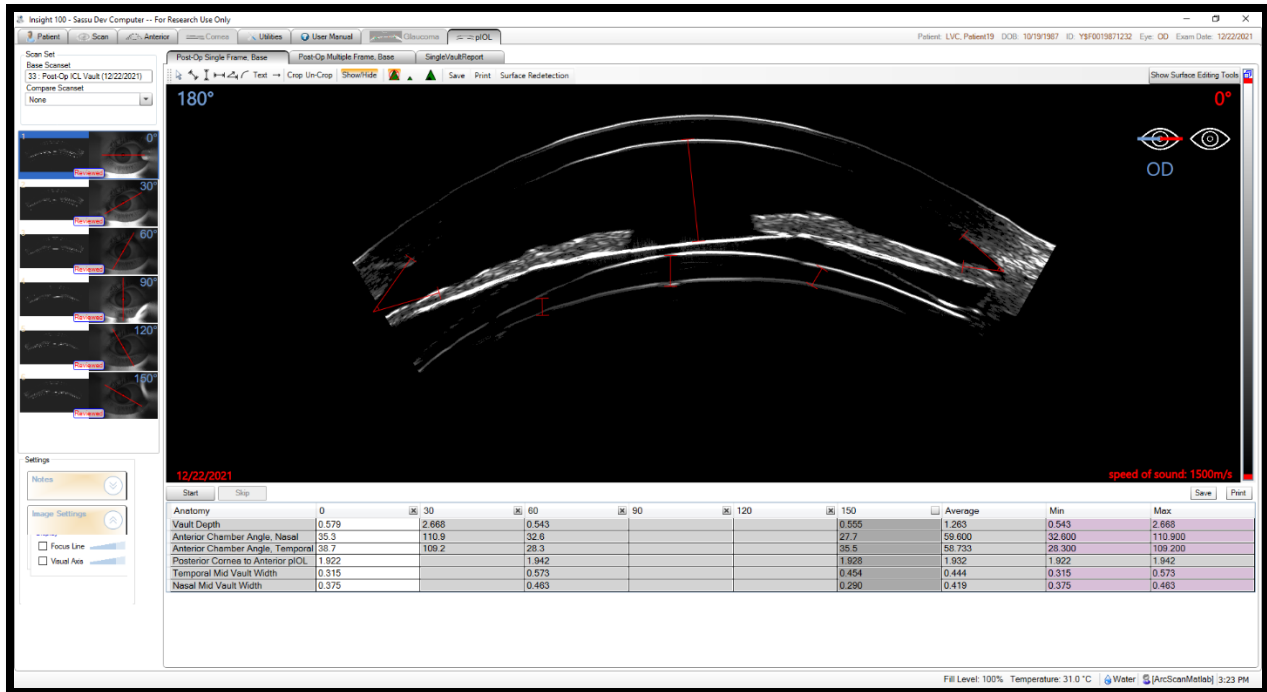 Insight 100 - Sassu Dev Computer -- For Research Use Only
Patient Scan Anterior Cornea Utilities User Manual Glaucoma pIOL
Patient: LVC, Patient19 DOB: 10/19/1987 ID: Y$FF0019871232 Eye: OD Exam Date: 12/22/2021
Scan Set
Base Scanset
33 : Post-Op ICL Vault (12/22/2021)
Compare Scanset
None
Post-Op Single Frame, Base Post-Op Multiple Frame, Base SingleVaultReport
Text Crop Un-Crop Show/Hide Save Print Surface Redetection Show Surface Editing Tools
180°
0°
OD
1 0°
Reviewed
30°
Reviewed
60°
Reviewed
90°
Reviewed
120°
Reviewed
150°
Reviewed
12/22/2021
speed of sound: 1500m/s
Settings
Notes
Image Settings
Display
Focus Line
Visual Axis
Start Skip Save Print
Anatomy 0 30 60 90 120 150 Average Min Max
Vault Depth 0.579 2.668 0.543 0.555 1.263 0.543 2.668
Anterior Chamber Angle, Nasal 35.3 110.9 32.6 27.7 59.600 32.600 110.900
Anterior Chamber Angle, Temporal 38.7 109.2 28.3 35.5 58.733 28.300 109.200
Posterior Cornea to Anterior pIOL 1.922 1.942 1.928 1.932 1.922 1.942
Temporal Mid Vault Width 0.315 0.573 0.454 0.444 0.315 0.573
Nasal Mid Vault Width 0.375 0.463 0.290 0.419 0.375 0.463
Fill Level: 100% Temperature: 31.0 °C Water [ArcScanMatlab] 3:23 PM